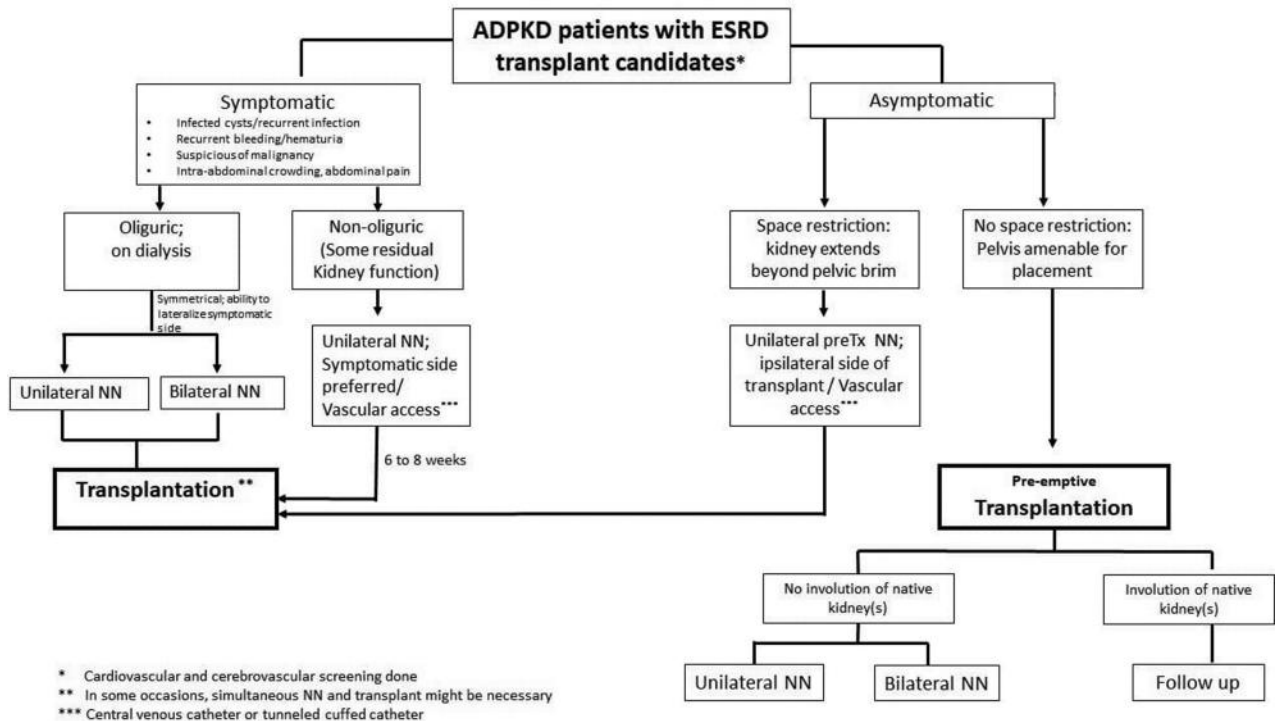 ADPKD patients with ESRD
transplant candidates*
Symptomatic
• Infected cysts/recurrent infection
• Recurrent bleeding/hematuria
• Suspicious of malignancy
• Intra-abdominal crowding, abdominal pain
Asymptomatic
Oliguric;
on dialysis
Non-oliguric
(Some residual
Kidney function)
Space restriction:
kidney extends
beyond pelvic brim
No space restriction:
Pelvis amenable for
placement
Symmetrical; ability to
lateralize symptomatic
side
Unilateral NN
Bilateral NN
Unilateral NN;
Symptomatic side
preferred/
Vascular access***
Unilateral preTx NN;
ipsilateral side of
transplant / Vascular
access***
6 to 8 weeks
Transplantation**
Pre-emptive
Transplantation
No involution of native
kidney(s)
Involution of native
kidney(s)
Unilateral NN
Bilateral NN
Follow up
* Cardiovascular and cerebrovascular screening done
** In some occasions, simultaneous NN and transplant might be necessary
*** Central venous catheter or tunneled cuffed catheter